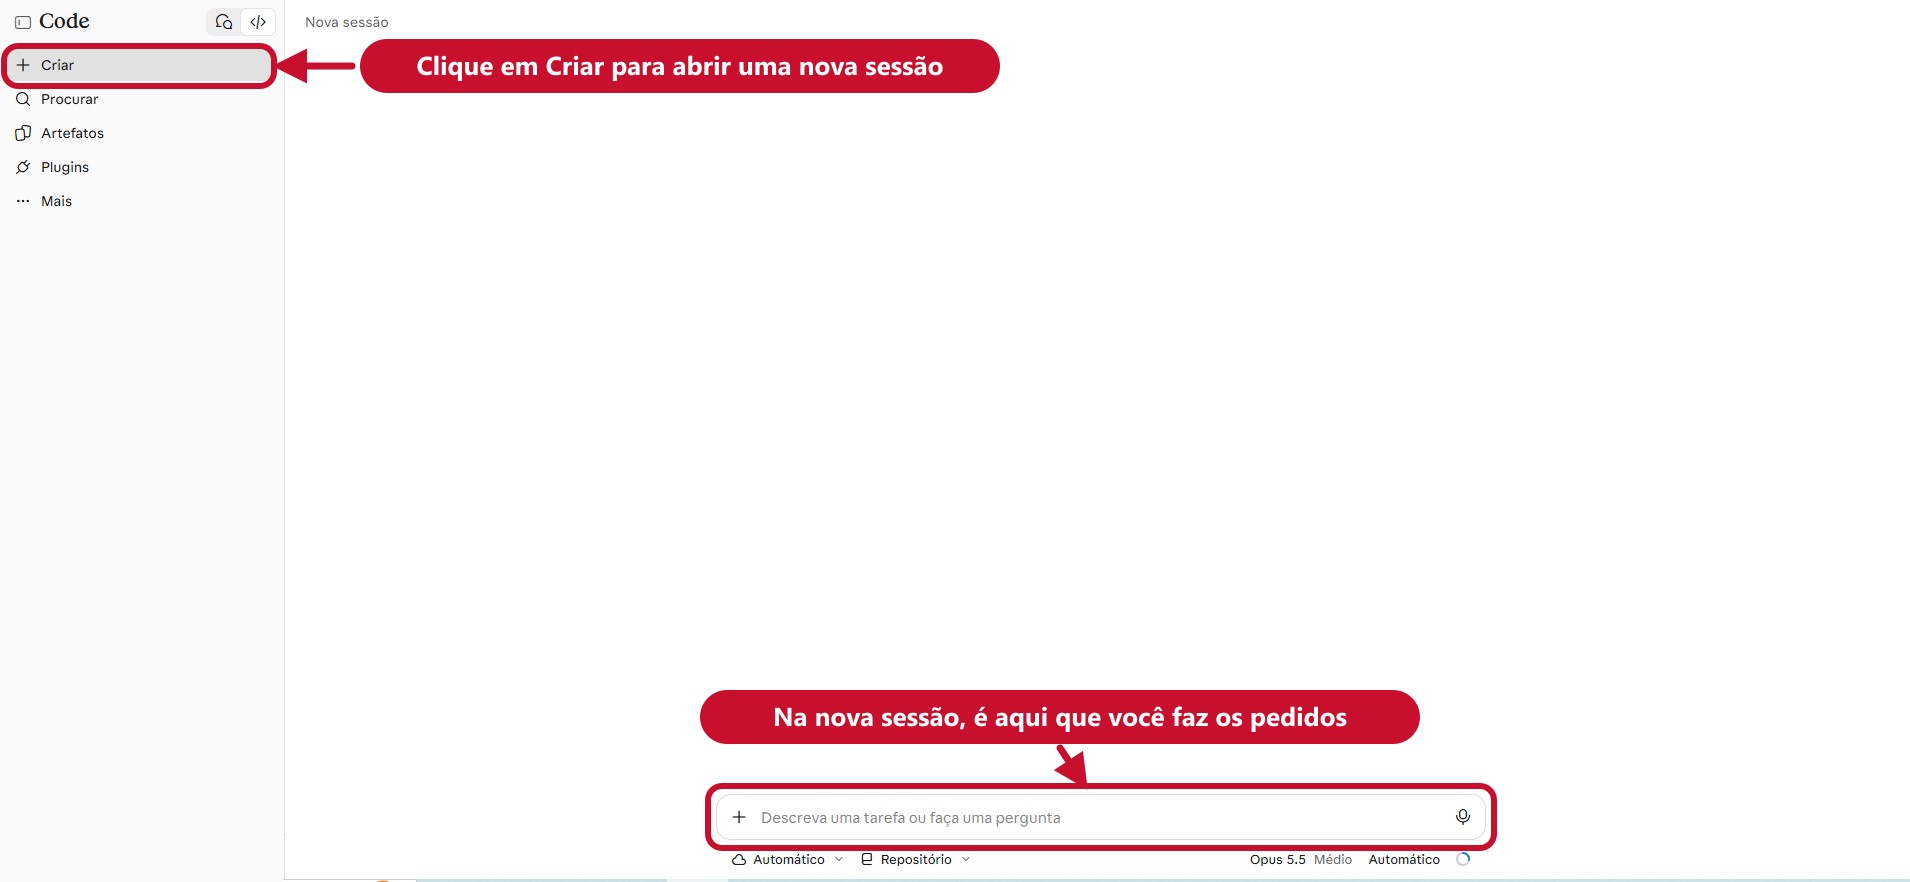 Code
Nova sessão
Criar
Clique em Criar para abrir uma nova sessão
Procurar
Artefatos
Plugins
Mais
Na nova sessão, é aqui que você faz os pedidos
Descreva uma tarefa ou faça uma pergunta
Automático Repositório Opus 5.5 Médio Automático